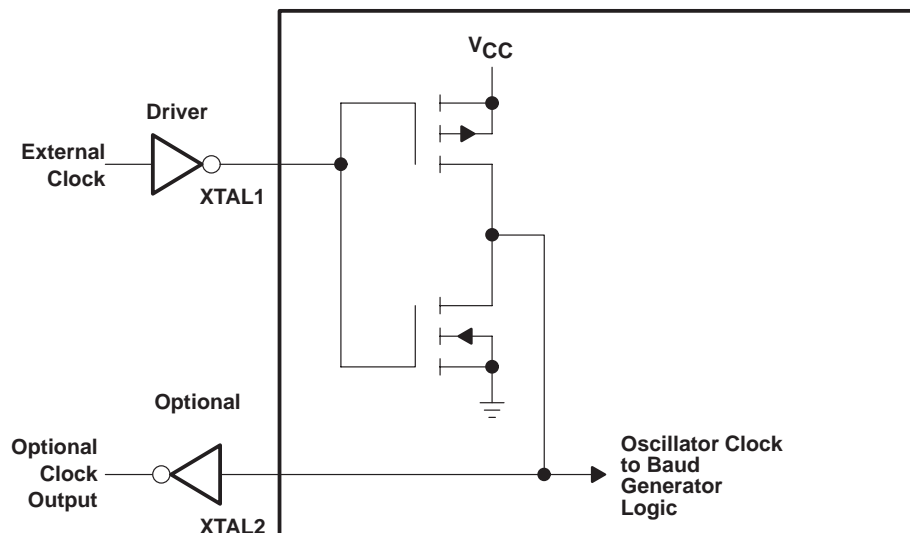 VCC
Driver
External
Clock
XTAL1
Optional
Optional
Clock
Output
XTAL2
Oscillator Clock
to Baud
Generator
Logic